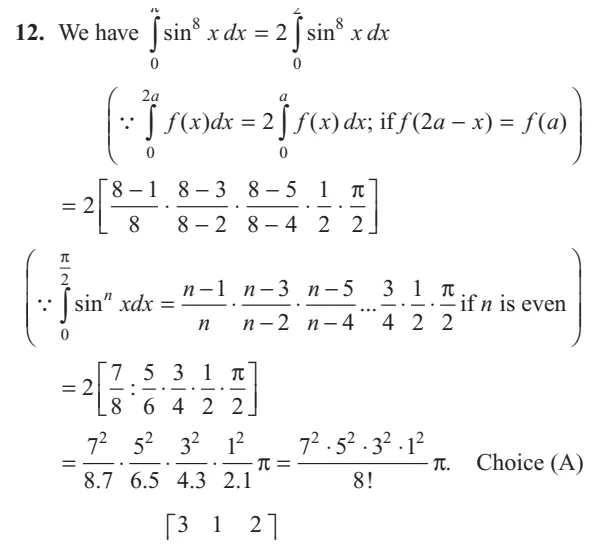 12. We have ∫₀^π sin⁸ x dx = 2 ∫₀ sin⁸ x dx
(∵ ∫₀^{2a} f(x)dx = 2 ∫₀^a f(x) dx; if f(2a − x) = f(a))
= 2[(8 − 1)/8 · (8 − 3)/(8 − 2) · (8 − 5)/(8 − 4) · 1/2 · π/2]
(∵ ∫₀^{π/2} sinⁿ xdx = (n − 1)/n · (n − 3)/(n − 2) · (n − 5)/(n − 4) ... 3/4 · 1/2 · π/2 if n is even)
= 2[7/8 : 5/6 · 3/4 · 1/2 · π/2]
= 7²/8.7 · 5²/6.5 · 3²/4.3 · 1²/2.1 π = (7² · 5² · 3² · 1²)/8! π. Choice (A)
[3 1 2]